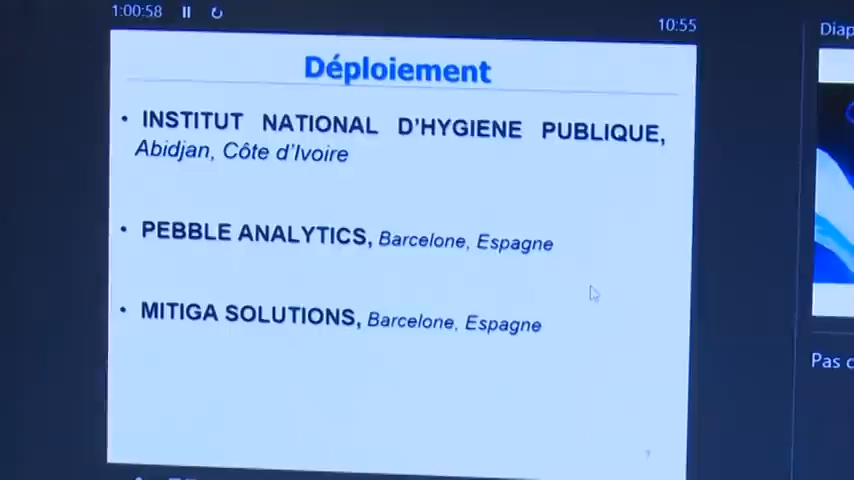 1:00:58
10:55
Diap
Déploiement
• INSTITUT NATIONAL D'HYGIENE PUBLIQUE,
Abidjan, Côte d'Ivoire
• PEBBLE ANALYTICS, Barcelone, Espagne
• MITIGA SOLUTIONS, Barcelone, Espagne
Pas